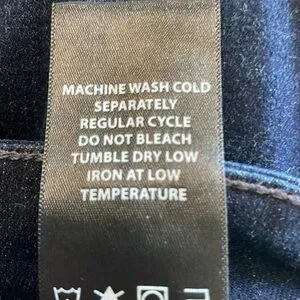 MACHINE WASH COLD
SEPARATELY
REGULAR CYCLE
DO NOT BLEACH
TUMBLE DRY LOW
IRON AT LOW
TEMPERATURE